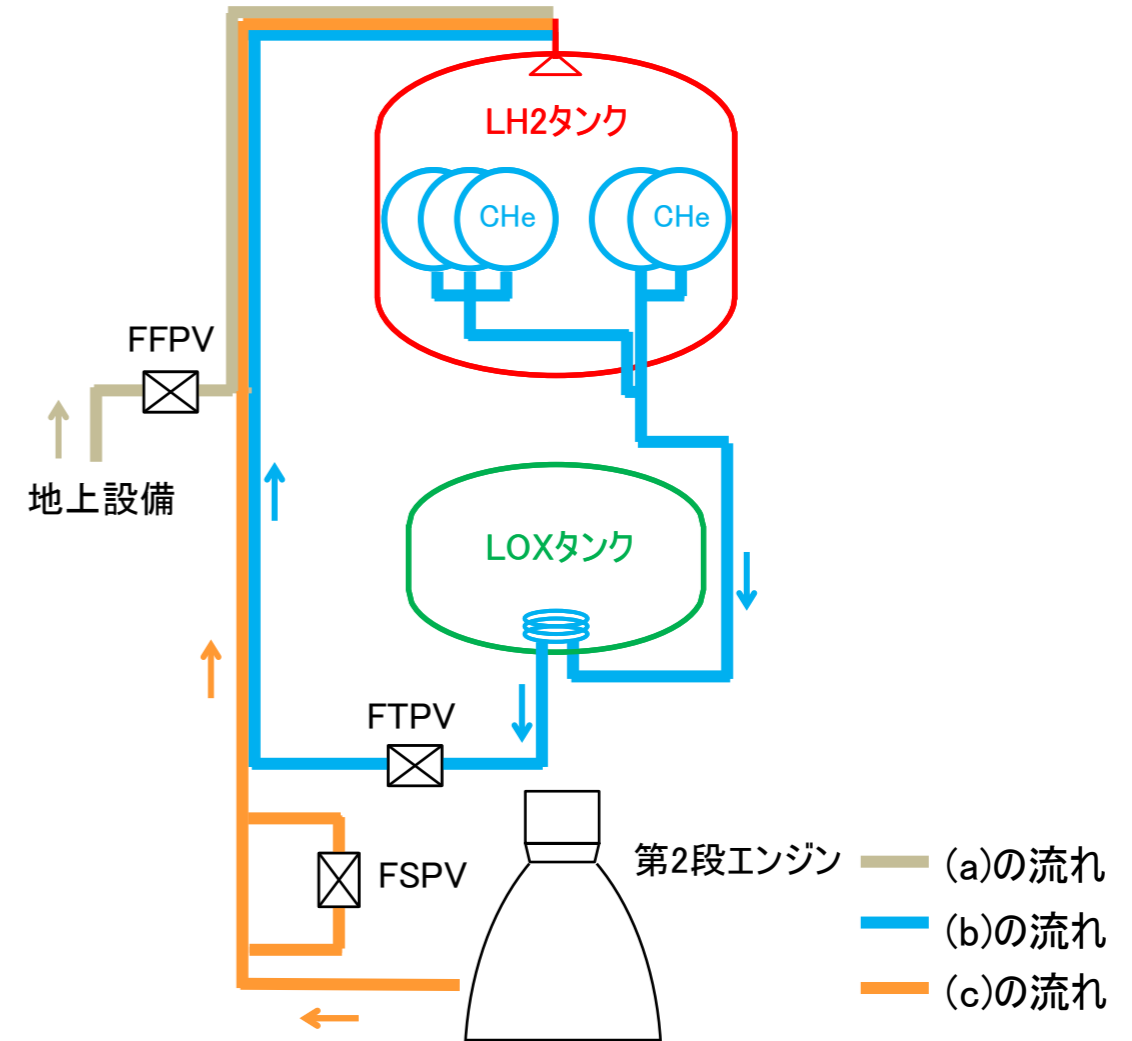 LH2タンク
CHe
CHe
FFPV
地上設備
LOXタンク
FTPV
FSPV
第2段エンジン
(a)の流れ
(b)の流れ
(c)の流れ